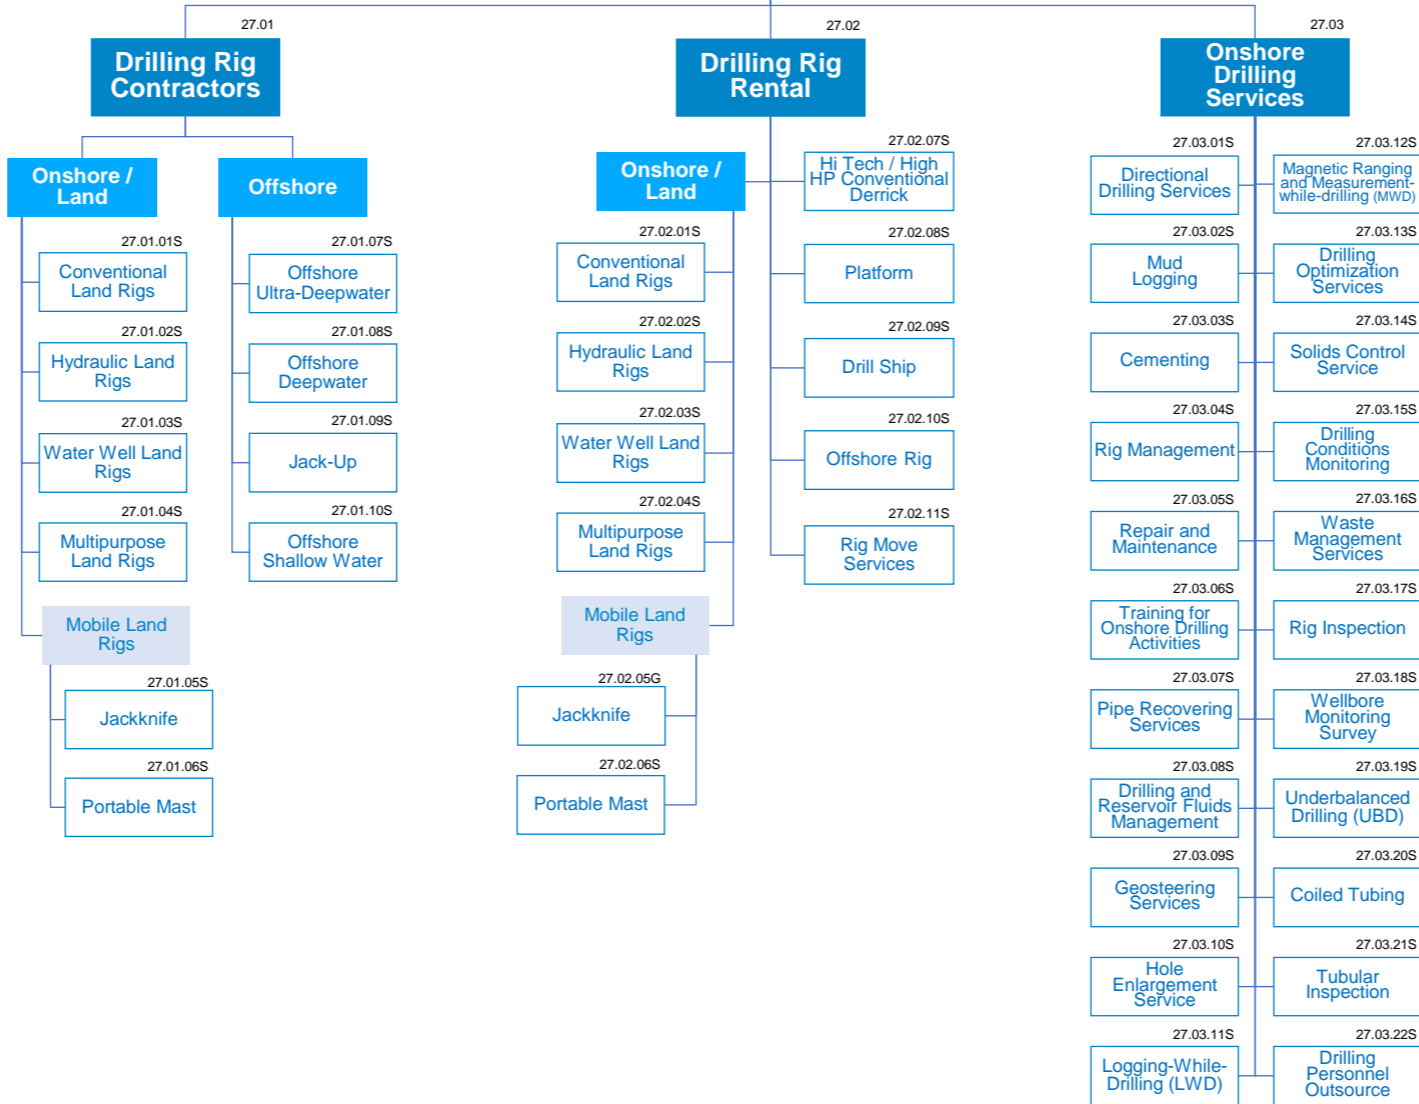 27.01
Drilling Rig
Contractors
Onshore /
Land
27.01.01S
Conventional
Land Rigs
27.01.02S
Hydraulic Land
Rigs
27.01.03S
Water Well Land
Rigs
27.01.04S
Multipurpose
Land Rigs
Mobile Land
Rigs
27.01.05S
Jackknife
27.01.06S
Portable Mast
Offshore
27.01.07S
Offshore
Ultra-Deepwater
27.01.08S
Offshore
Deepwater
27.01.09S
Jack-Up
27.01.10S
Offshore
Shallow Water
27.02
Drilling Rig
Rental
Onshore /
Land
27.02.01S
Conventional
Land Rigs
27.02.02S
Hydraulic Land
Rigs
27.02.03S
Water Well Land
Rigs
27.02.04S
Multipurpose
Land Rigs
Mobile Land
Rigs
27.02.05G
Jackknife
27.02.06S
Portable Mast
27.02.07S
Hi Tech / High
HP Conventional
Derrick
27.02.08S
Platform
27.02.09S
Drill Ship
27.02.10S
Offshore Rig
27.02.11S
Rig Move
Services
27.03
Onshore
Drilling
Services
27.03.01S
Directional
Drilling Services
27.03.02S
Mud
Logging
27.03.03S
Cementing
27.03.04S
Rig Management
27.03.05S
Repair and
Maintenance
27.03.06S
Training for
Onshore Drilling
Activities
27.03.07S
Pipe Recovering
Services
27.03.08S
Drilling and
Reservoir Fluids
Management
27.03.09S
Geosteering
Services
27.03.10S
Hole
Enlargement
Service
27.03.11S
Logging-While-
Drilling (LWD)
27.03.12S
Magnetic Ranging
and Measurement-
while-drilling (MWD)
27.03.13S
Drilling
Optimization
Services
27.03.14S
Solids Control
Service
27.03.15S
Drilling
Conditions
Monitoring
27.03.16S
Waste
Management
Services
27.03.17S
Rig Inspection
27.03.18S
Wellbore
Monitoring
Survey
27.03.19S
Underbalanced
Drilling (UBD)
27.03.20S
Coiled Tubing
27.03.21S
Tubular
Inspection
27.03.22S
Drilling
Personnel
Outsource